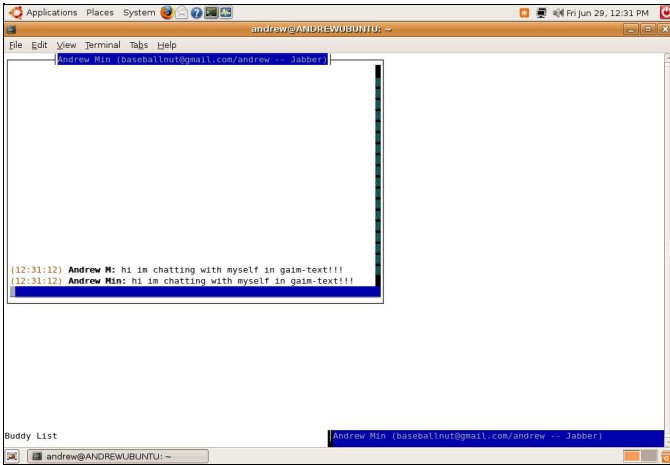 Applications Places System Fri Jun 29, 12:31 PM
andrew@ANDREWUBUNTU: ~
File Edit View Terminal Tabs Help
Andrew Min (baseballnut@gmail.com/andrew -- Jabber)
(12:31:12) Andrew M: hi im chatting with myself in gaim-text!!!
(12:31:12) Andrew Min: hi im chatting with myself in gaim-text!!!
Buddy List Andrew Min (baseballnut@gmail.com/andrew -- Jabber)
andrew@ANDREWUBUNTU: ~